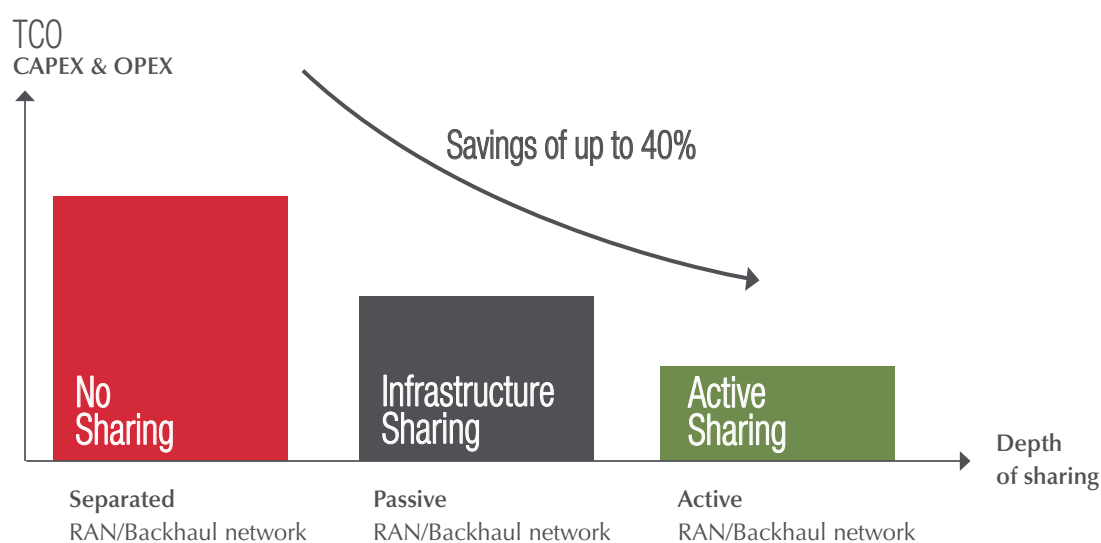 TCO
CAPEX & OPEX
Savings of up to 40%
No
Sharing
Infrastructure
Sharing
Active
Sharing
Depth
of sharing
Separated
RAN/Backhaul network
Passive
RAN/Backhaul network
Active
RAN/Backhaul network